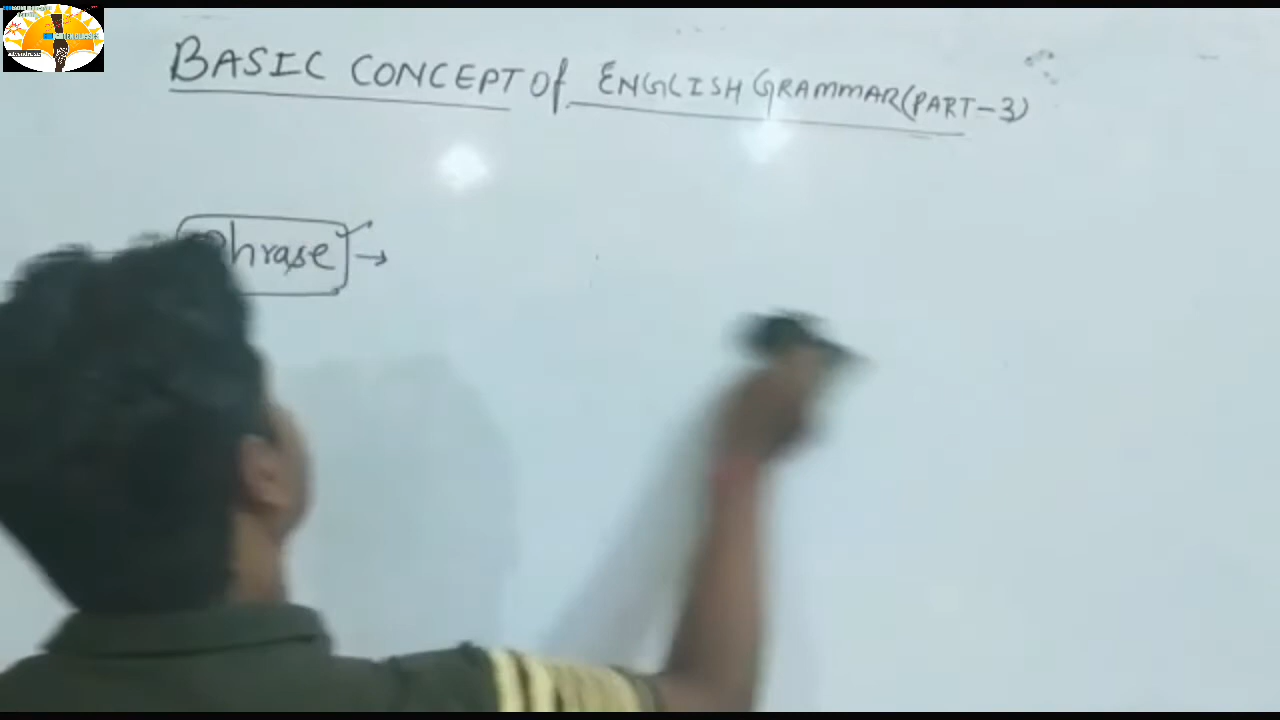 BASIC CONCEPT Of ENGLISH GRAMMAR (PART-3)
Phrase →